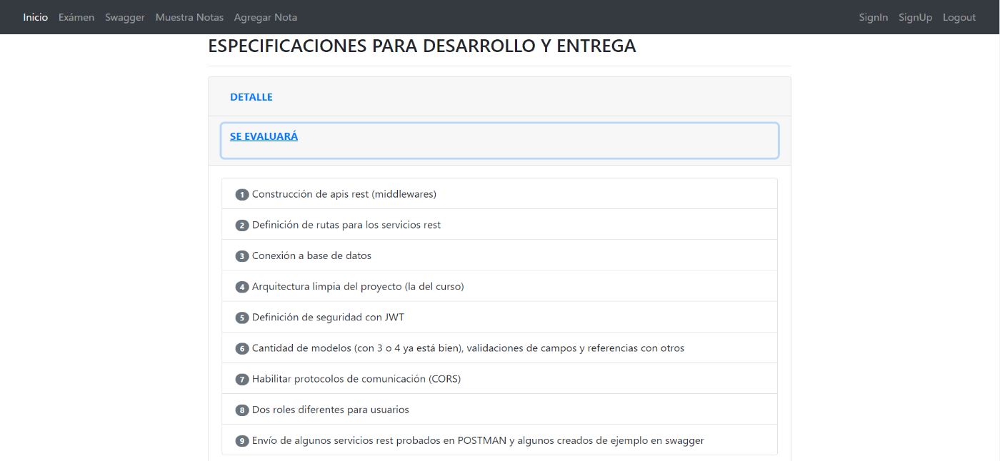 Inicio Exámen Swagger Muestra Notas Agregar Nota SignIn SignUp Logout
ESPECIFICACIONES PARA DESARROLLO Y ENTREGA
DETALLE
SE EVALUARÁ
1 Construcción de apis rest (middlewares)
2 Definición de rutas para los servicios rest
3 Conexión a base de datos
4 Arquitectura limpia del proyecto (la del curso)
5 Definición de seguridad con JWT
6 Cantidad de modelos (con 3 o 4 ya está bien), validaciones de campos y referencias con otros
7 Habilitar protocolos de comunicación (CORS)
8 Dos roles diferentes para usuarios
9 Envío de algunos servicios rest probados en POSTMAN y algunos creados de ejemplo en swagger